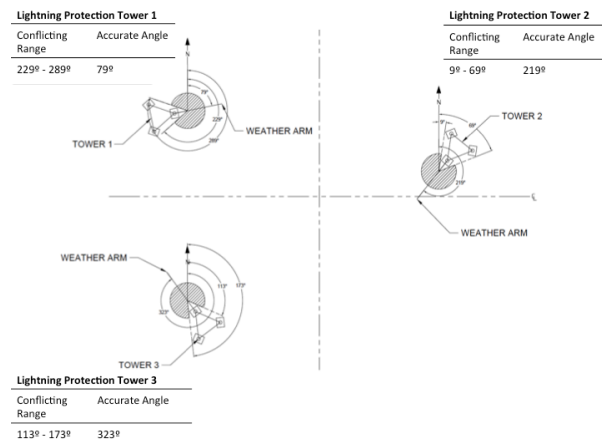 Lightning Protection Tower 1
Conflicting Range Accurate Angle
229º - 289º 79º
Lightning Protection Tower 2
Conflicting Range Accurate Angle
9º - 69º 219º
N
79º
229º
289º
TOWER 1
WEATHER ARM
N
9º
69º
219º
TOWER 2
WEATHER ARM
WEATHER ARM
N
113º
173º
323º
TOWER 3
Lightning Protection Tower 3
Conflicting Range Accurate Angle
113º - 173º 323º